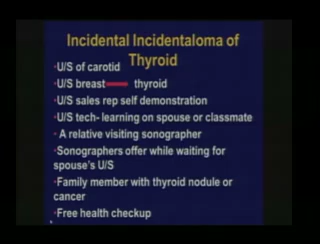 Incidental Incidentaloma of
Thyroid
•U/S of carotid
•U/S breast thyroid
•U/S sales rep self demonstration
•U/S tech- learning on spouse or classmate
• A relative visiting sonographer
•Sonographers offer while waiting for
spouse's U/S
•Family member with thyroid nodule or
cancer
•Free health checkup